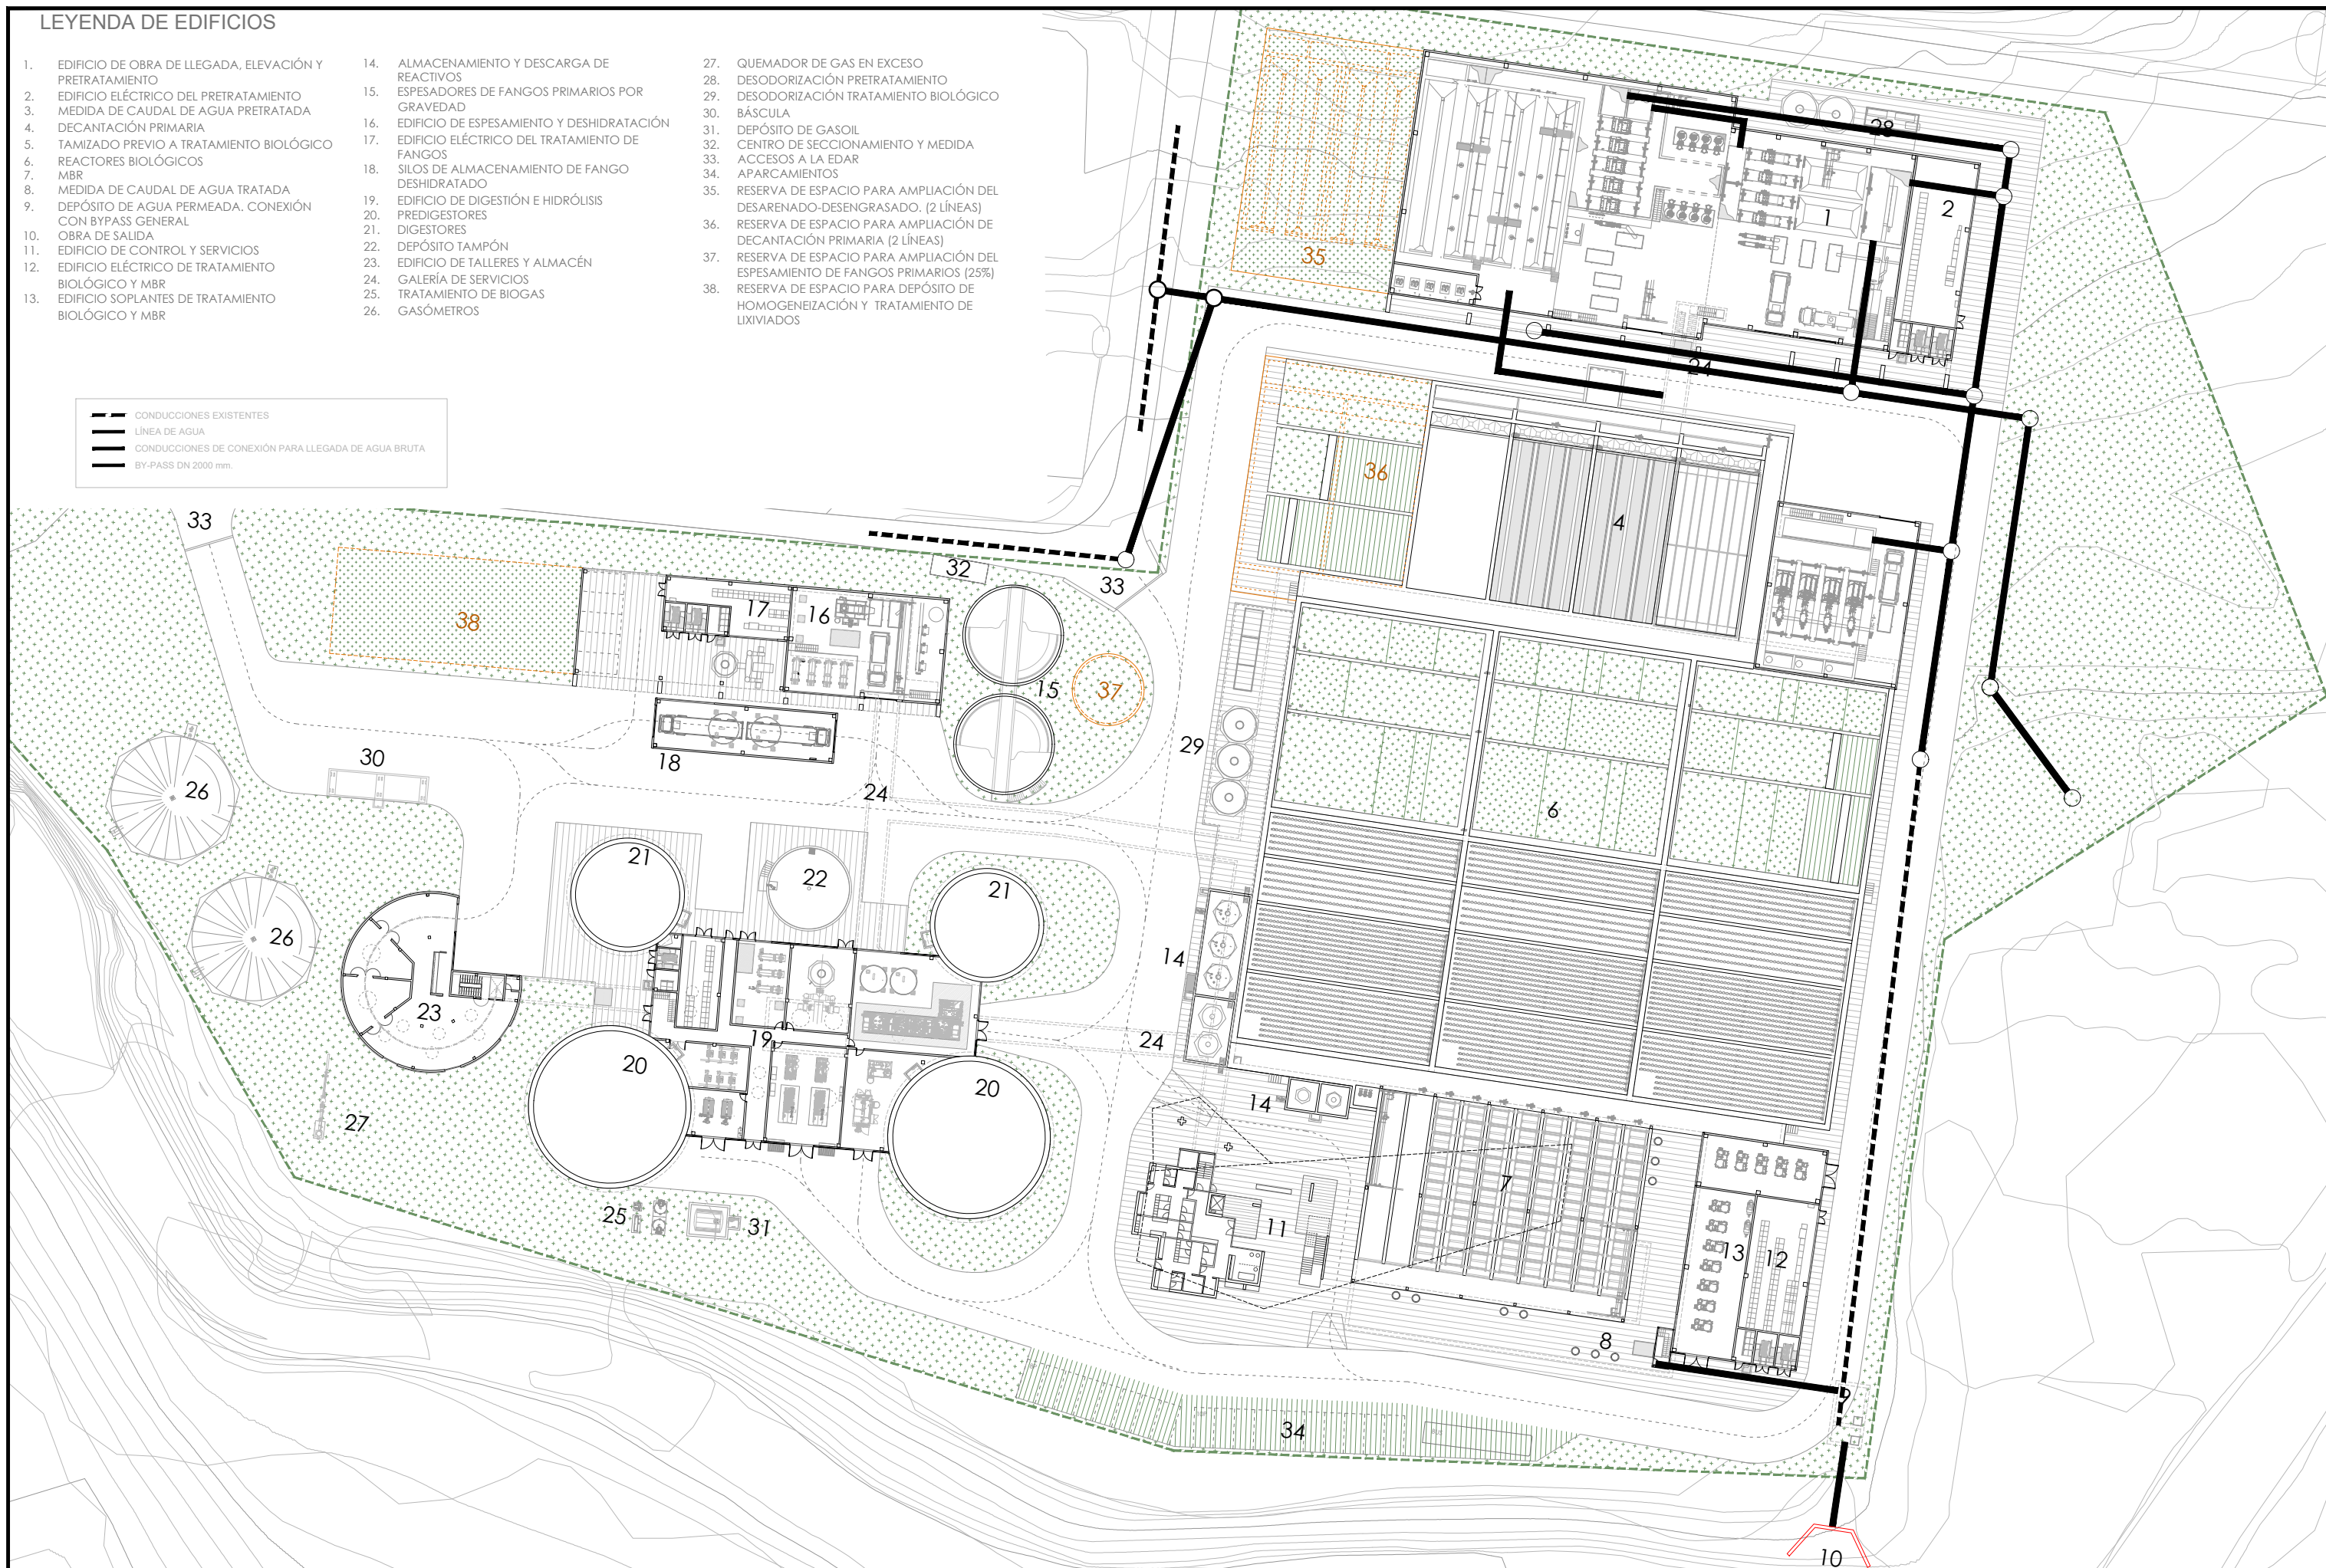 LEYENDA DE EDIFICIOS
1. EDIFICIO DE OBRA DE LLEGADA, ELEVACIÓN Y
PRETRATAMIENTO
2. EDIFICIO ELÉCTRICO DEL PRETRATAMIENTO
3. MEDIDA DE CAUDAL DE AGUA PRETRATADA
4. DECANTACIÓN PRIMARIA
5. TAMIZADO PREVIO A TRATAMIENTO BIOLÓGICO
6. REACTORES BIOLÓGICOS
7. MBR
8. MEDIDA DE CAUDAL DE AGUA TRATADA
9. DEPÓSITO DE AGUA PERMEADA. CONEXIÓN
CON BYPASS GENERAL
10. OBRA DE SALIDA
11. EDIFICIO DE CONTROL Y SERVICIOS
12. EDIFICIO ELÉCTRICO DE TRATAMIENTO
BIOLÓGICO Y MBR
13. EDIFICIO SOPLANTES DE TRATAMIENTO
BIOLÓGICO Y MBR
14. ALMACENAMIENTO Y DESCARGA DE
REACTIVOS
15. ESPESADORES DE FANGOS PRIMARIOS POR
GRAVEDAD
16. EDIFICIO DE ESPESAMIENTO Y DESHIDRATACIÓN
17. EDIFICIO ELÉCTRICO DEL TRATAMIENTO DE
FANGOS
18. SILOS DE ALMACENAMIENTO DE FANGO
DESHIDRATADO
19. EDIFICIO DE DIGESTIÓN E HIDRÓLISIS
20. PREDIGESTORES
21. DIGESTORES
22. DEPÓSITO TAMPÓN
23. EDIFICIO DE TALLERES Y ALMACÉN
24. GALERÍA DE SERVICIOS
25. TRATAMIENTO DE BIOGAS
26. GASÓMETROS
27. QUEMADOR DE GAS EN EXCESO
28. DESODORIZACIÓN PRETRATAMIENTO
29. DESODORIZACIÓN TRATAMIENTO BIOLÓGICO
30. BÁSCULA
31. DEPÓSITO DE GASOIL
32. CENTRO DE SECCIONAMIENTO Y MEDIDA
33. ACCESOS A LA EDAR
34. APARCAMIENTOS
35. RESERVA DE ESPACIO PARA AMPLIACIÓN DEL
DESARENADO-DESENGRASADO. (2 LÍNEAS)
36. RESERVA DE ESPACIO PARA AMPLIACIÓN DE
DECANTACIÓN PRIMARIA (2 LÍNEAS)
37. RESERVA DE ESPACIO PARA AMPLIACIÓN DEL
ESPESAMIENTO DE FANGOS PRIMARIOS (25%)
38. RESERVA DE ESPACIO PARA DEPÓSITO DE
HOMOGENEIZACIÓN Y TRATAMIENTO DE
LIXIVIADOS
CONDUCCIONES EXISTENTES
LÍNEA DE AGUA
CONDUCCIONES DE CONEXIÓN PARA LLEGADA DE AGUA BRUTA
BY-PASS DN 2000 mm.
28
1
2
35
24
36
4
33
32
33
38
17
16
15
37
18
29
30
26
24
6
21
22
21
26
14
23
19
24
20
20
14
27
7
25
31
11
13
12
8
9
34
10